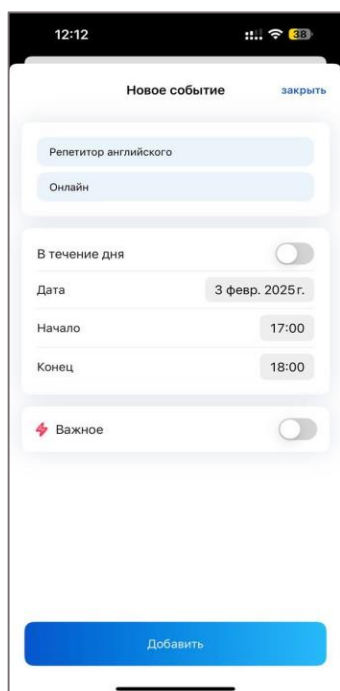 12:12
38
Новое событие
закрыть
Репетитор английского
Онлайн
В течение дня
Дата 3 февр. 2025 г.
Начало 17:00
Конец 18:00
Важное
Добавить